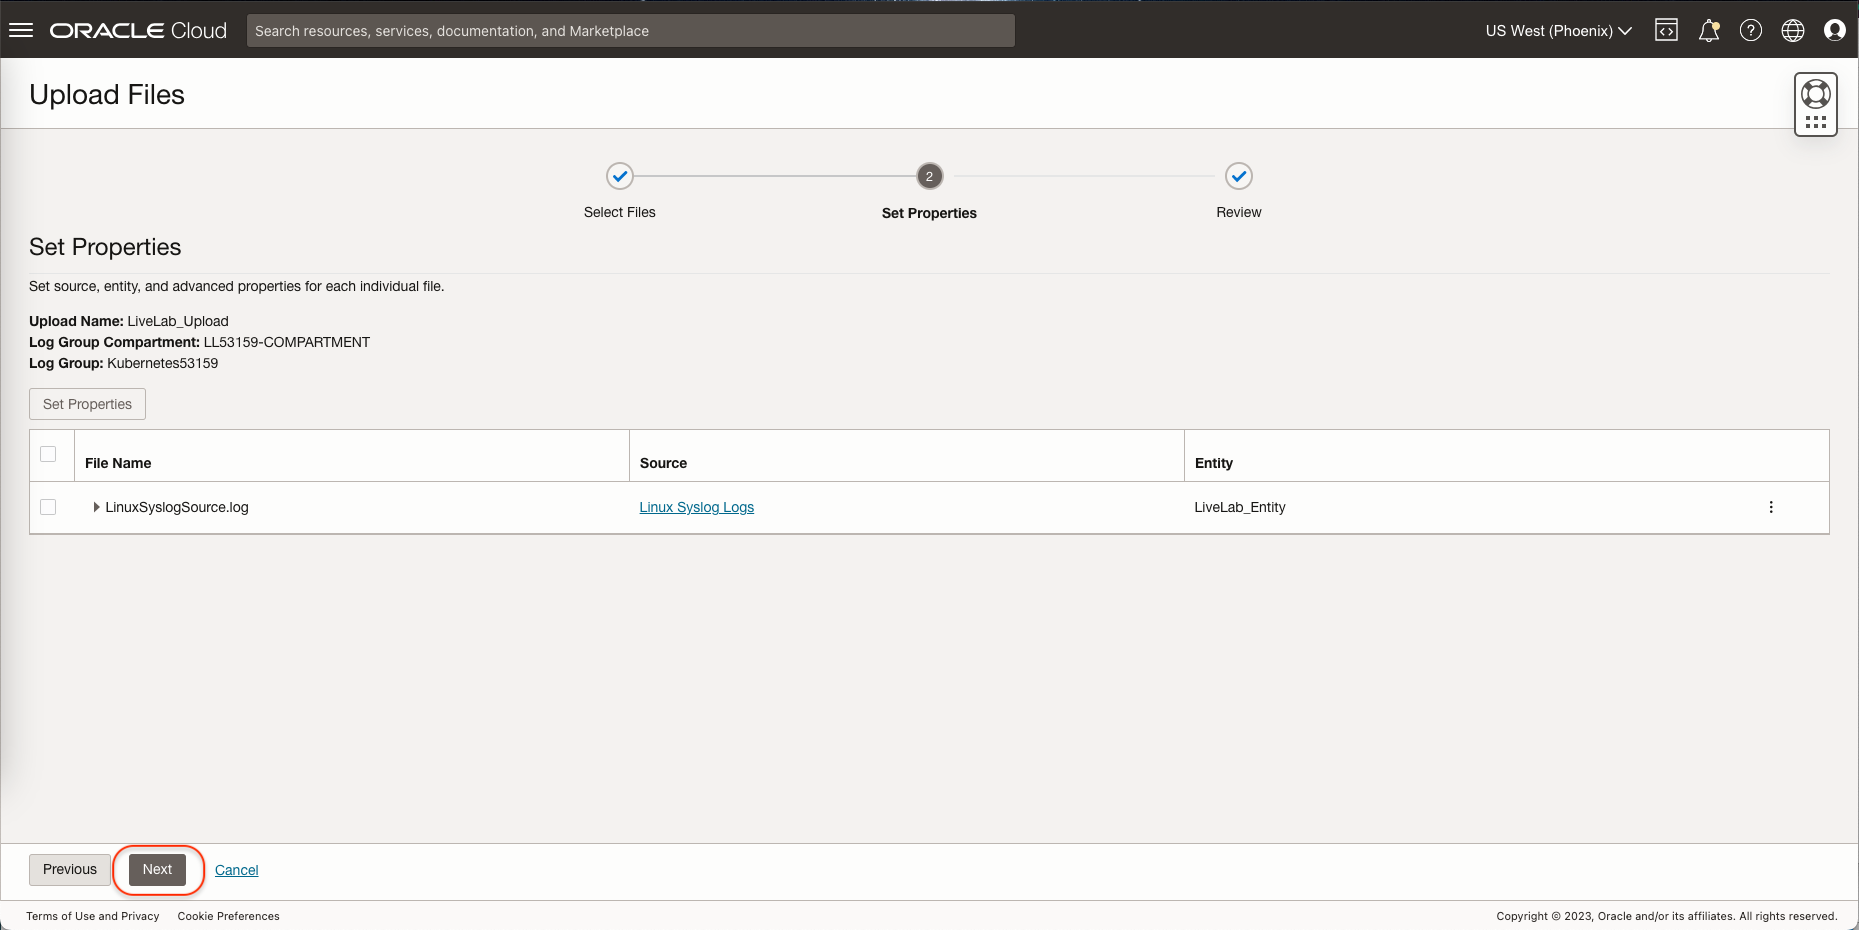 ORACLE Cloud
Search resources, services, documentation, and Marketplace
US West (Phoenix)
Upload Files
2
Select Files
Set Properties
Review
Set Properties
Set source, entity, and advanced properties for each individual file.
Upload Name: LiveLab_Upload
Log Group Compartment: LL53159-COMPARTMENT
Log Group: Kubernetes53159
Set Properties
File Name
Source
Entity
LinuxSyslogSource.log
Linux Syslog Logs
LiveLab_Entity
Previous
Next
Cancel
Terms of Use and Privacy
Cookie Preferences
Copyright © 2023, Oracle and/or its affiliates. All rights reserved.